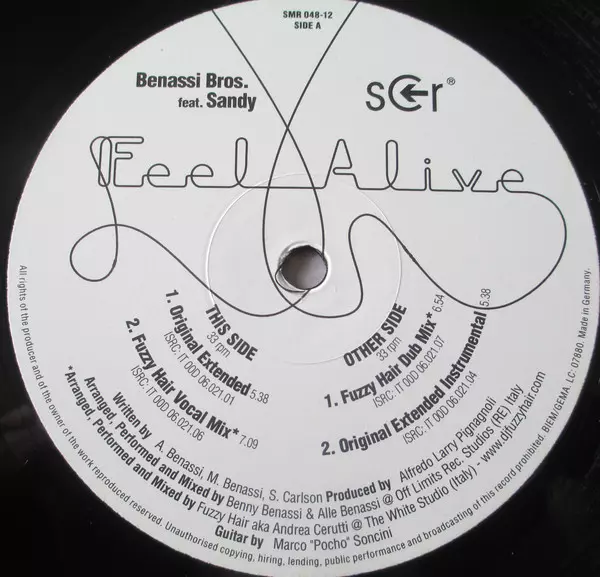 SMR 048-12
SIDE A
Benassi Bros.
feat. Sandy
scr®
Feel Alive
THIS SIDE
33 rpm
1. Original Extended 5.38
ISRC: IT 00D 06.021.01
2. Fuzzy Hair Vocal Mix* 7.09
ISRC: IT 00D 06.021.06
OTHER SIDE
33 rpm
1. Fuzzy Hair Dub Mix* 6.54
ISRC: IT 00D 06.021.07
2. Original Extended Instrumental 5.38
ISRC: IT 00D 06.021.04
Written by A. Benassi, M. Benassi, S. Carlson Produced by Alfredo Larry Pignagnoli
Arranged, Performed and Mixed by Benny Benassi & Alle Benassi @ Off Limits Rec. Studios (RE) Italy
*Arranged, Performed and Mixed by Fuzzy Hair aka Andrea Cerutti @ The White Studio (Italy) - www.djfuzzyhair.com
Guitar by Marco "Pocho" Soncini
All rights of the producer and of the owner of the work reproduced reserved. Unauthorised copying, hiring, lending, public performance and broadcasting of this record prohibited. BIEM/GEMA. LC: 07880. Made in Germany.